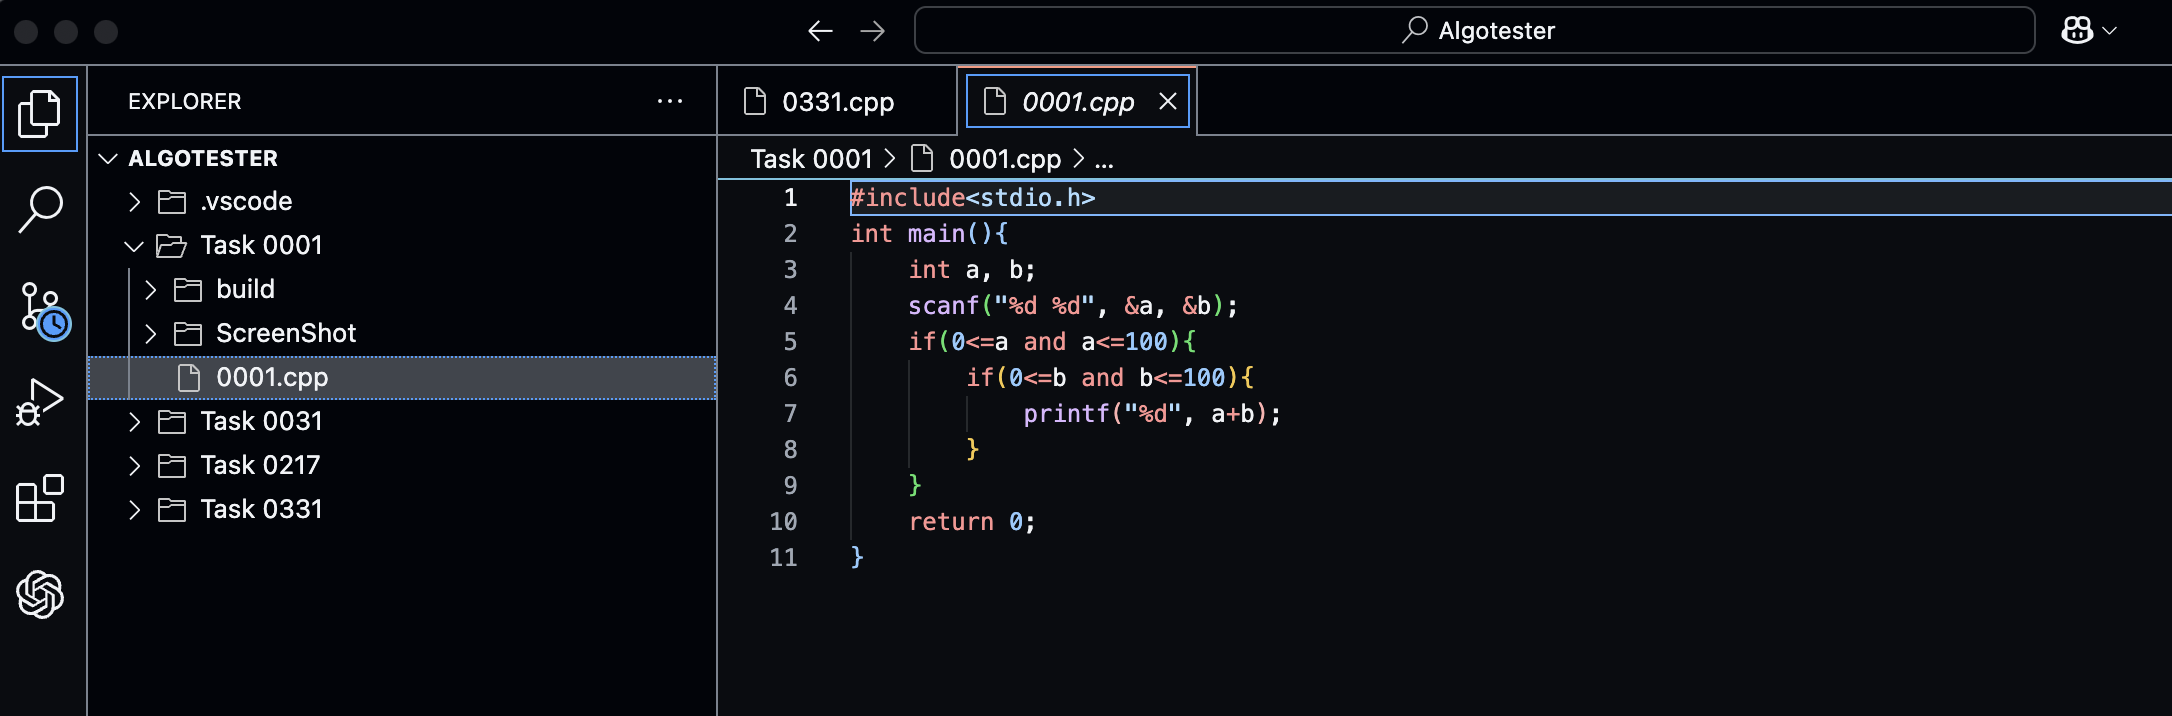 Algotester
EXPLORER
ALGOTESTER
.vscode
Task 0001
build
ScreenShot
0001.cpp
Task 0031
Task 0217
Task 0331
0331.cpp
0001.cpp
Task 0001 > 0001.cpp > ...
1 #include<stdio.h>
2 int main(){
3     int a, b;
4     scanf("%d %d", &a, &b);
5     if(0<=a and a<=100){
6         if(0<=b and b<=100){
7             printf("%d", a+b);
8         }
9     }
10     return 0;
11 }